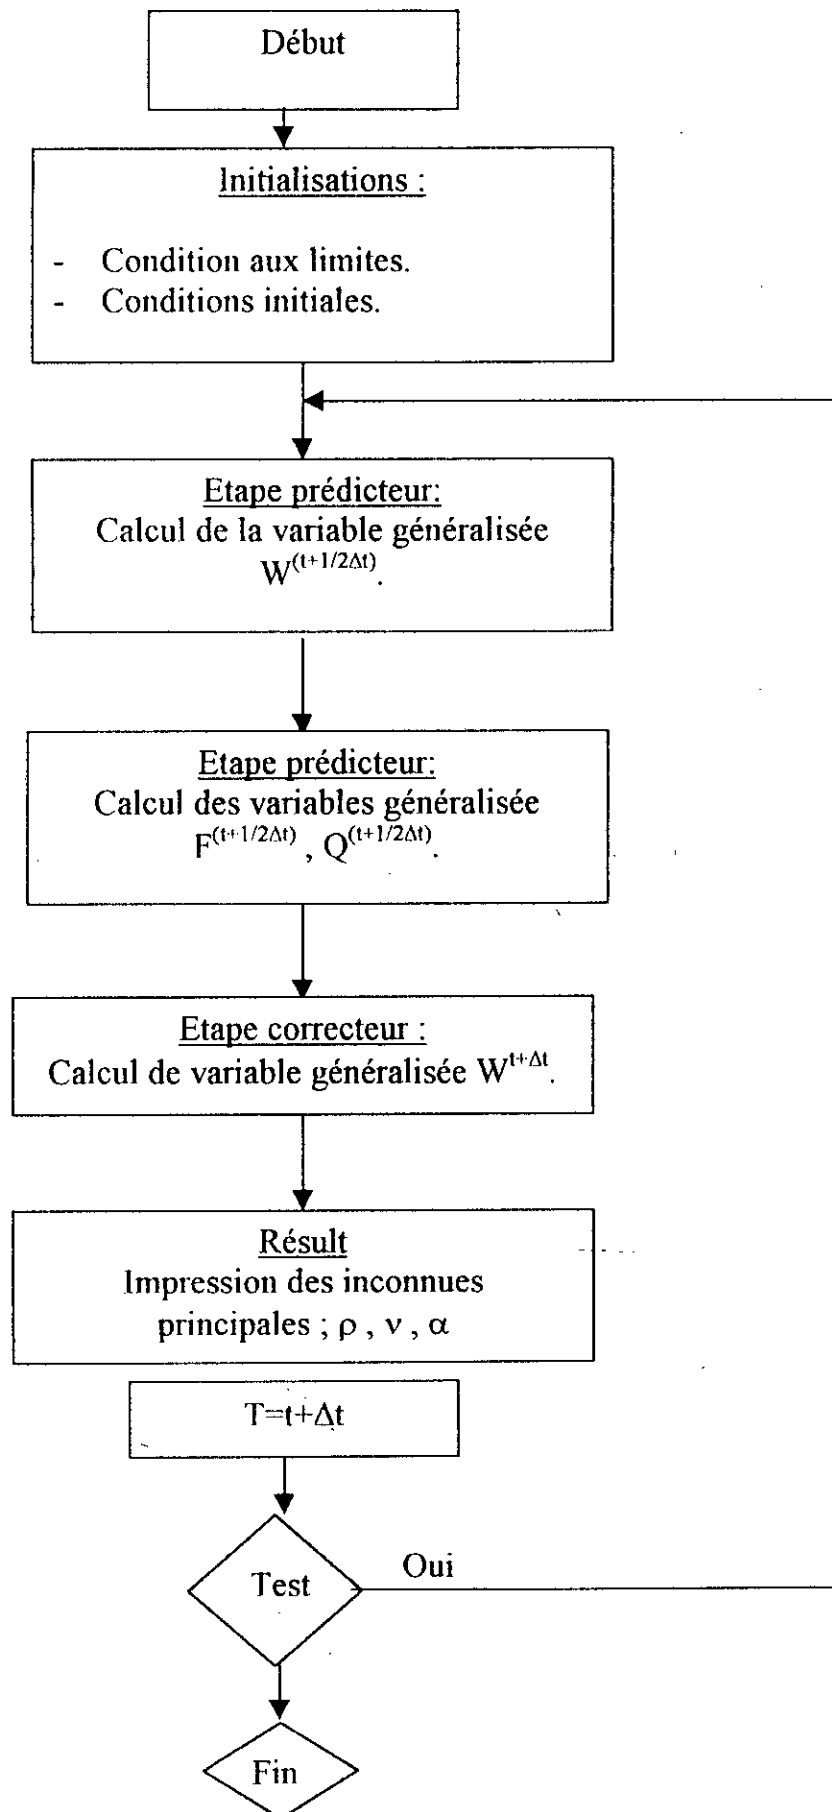 Début
Initialisations :
- Condition aux limites.
- Conditions initiales.
Etape prédicteur:
Calcul de la variable généralisée
W^(t+1/2Δt).
Etape prédicteur:
Calcul des variables généralisée
F^(t+1/2Δt) , Q^(t+1/2Δt).
Etape correcteur :
Calcul de variable généralisée W^t+Δt.
Résult
Impression des inconnues
principales ; ρ , ν , α
T=t+Δt
Test
Oui
Fin